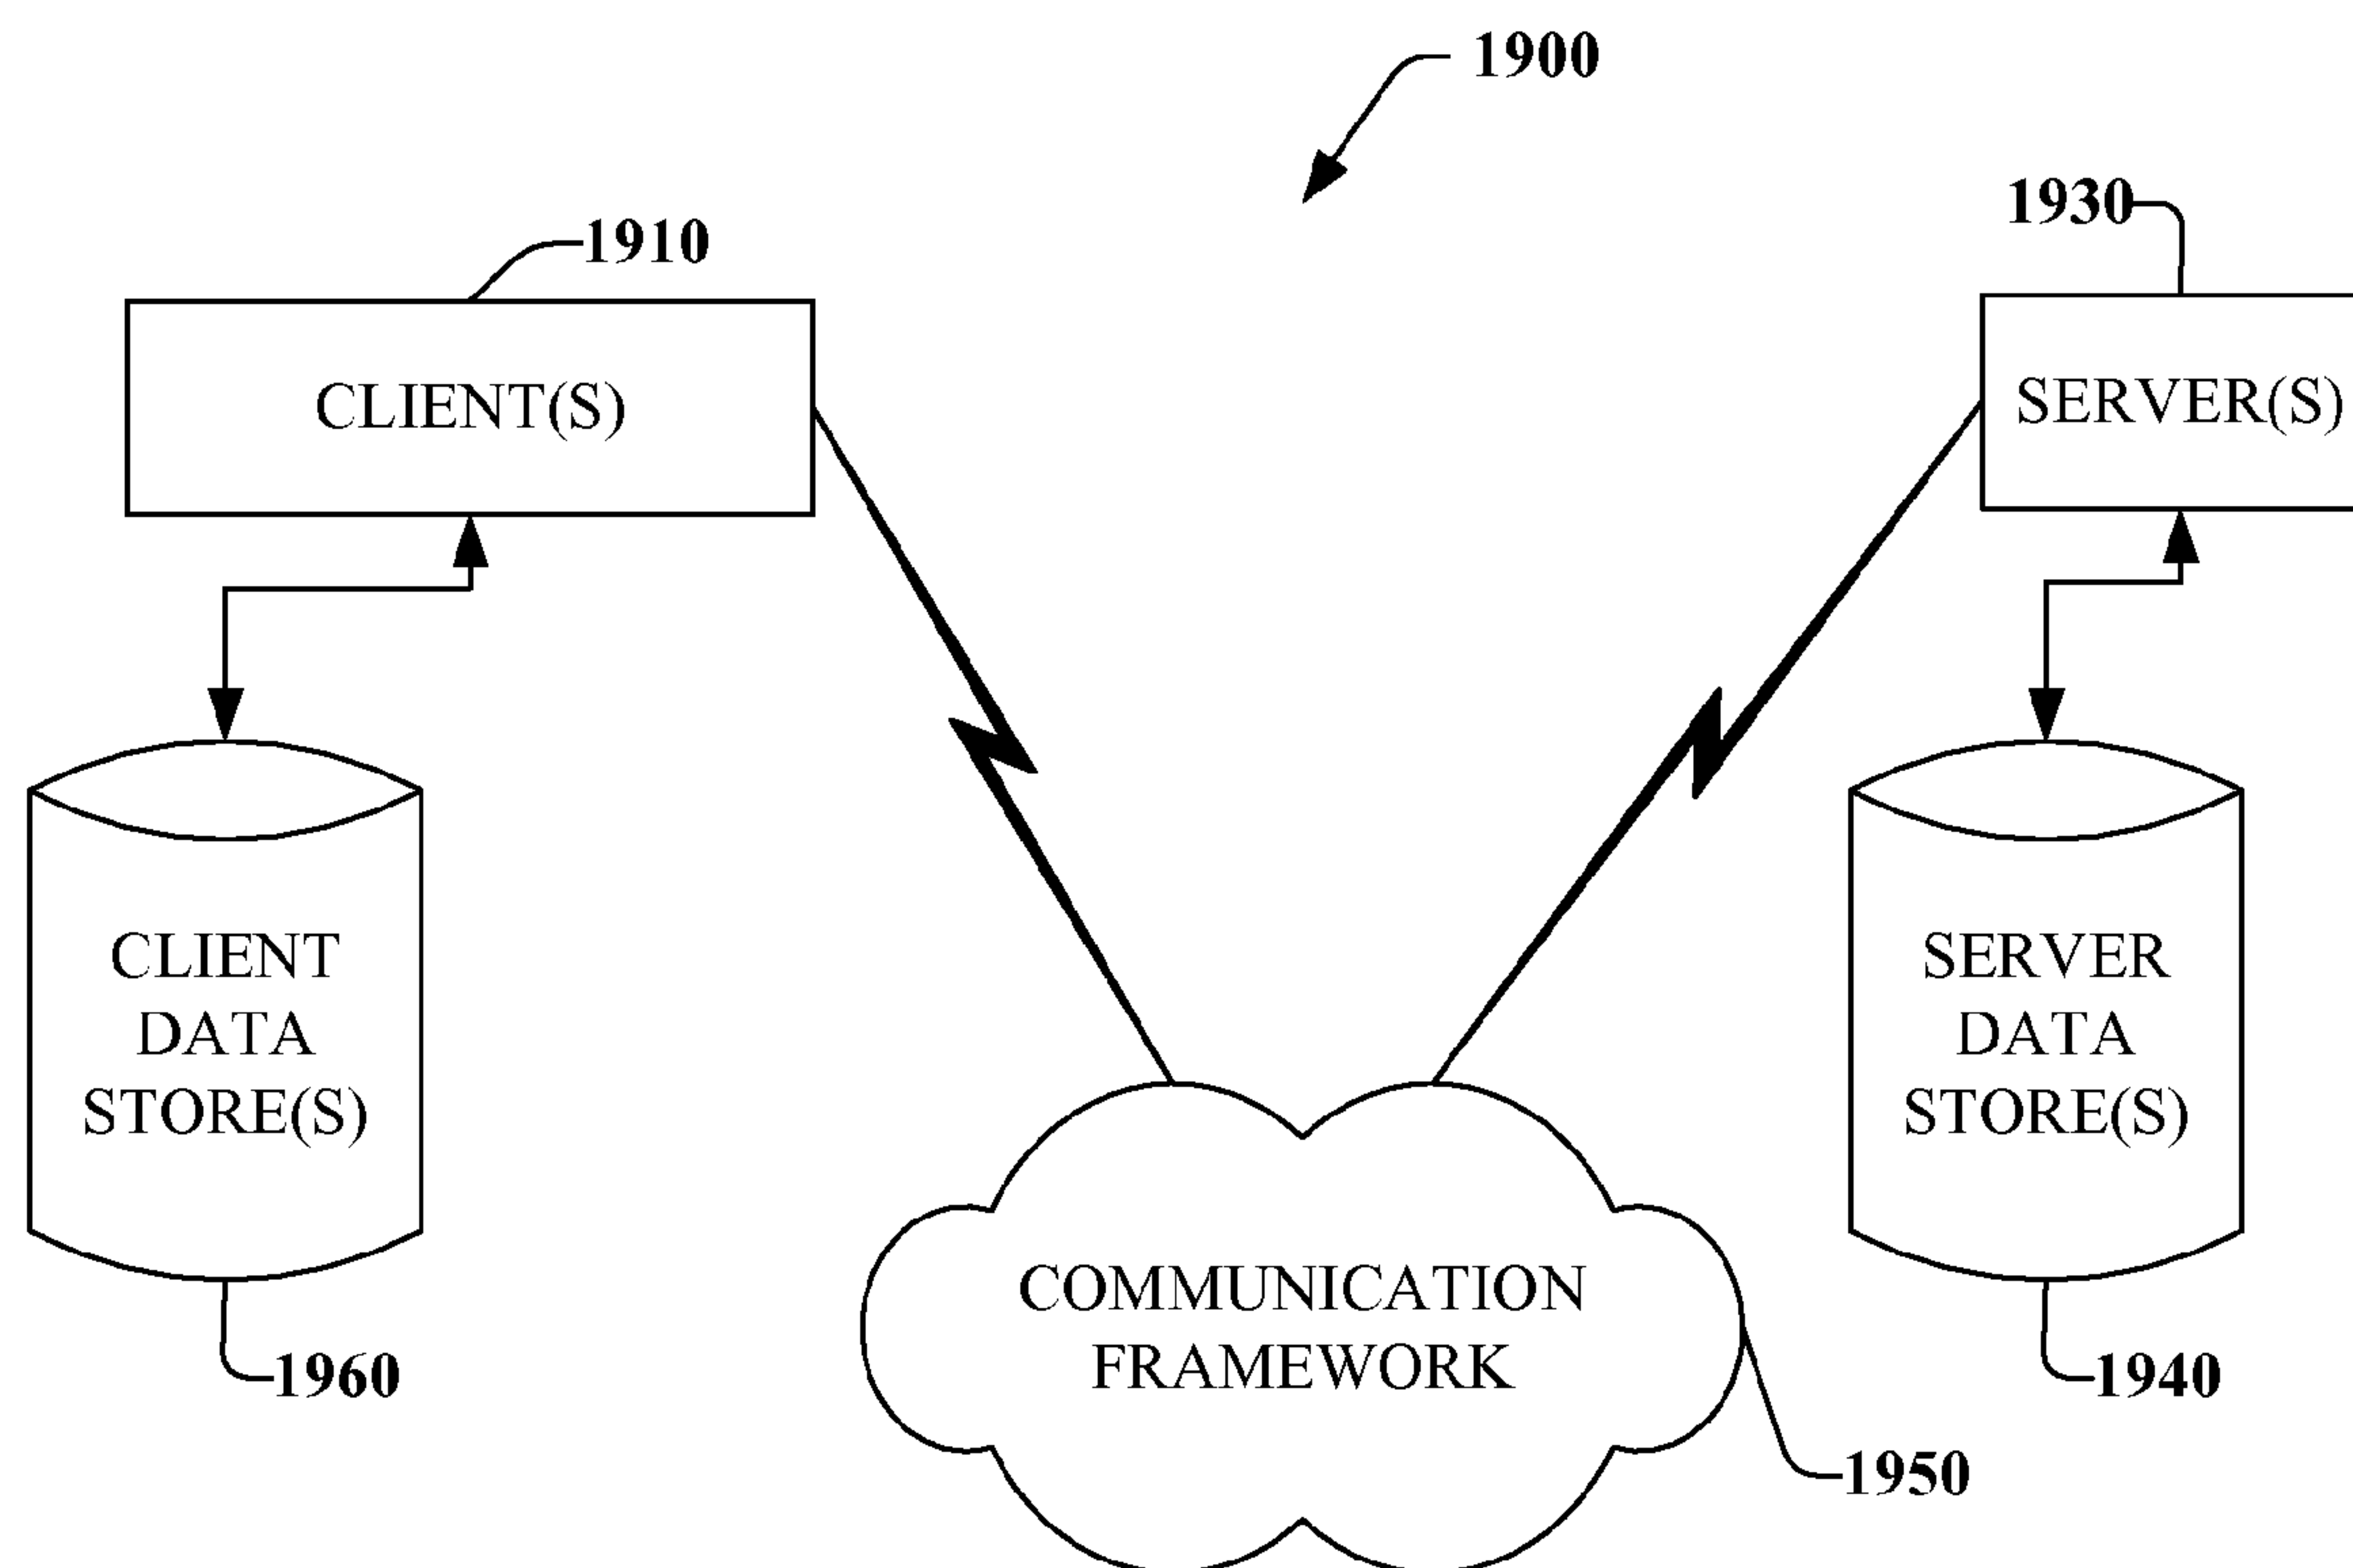 1900
1910
1930
CLIENT(S)
SERVER(S)
CLIENT
DATA
STORE(S)
SERVER
DATA
STORE(S)
COMMUNICATION
FRAMEWORK
1960
1940
1950